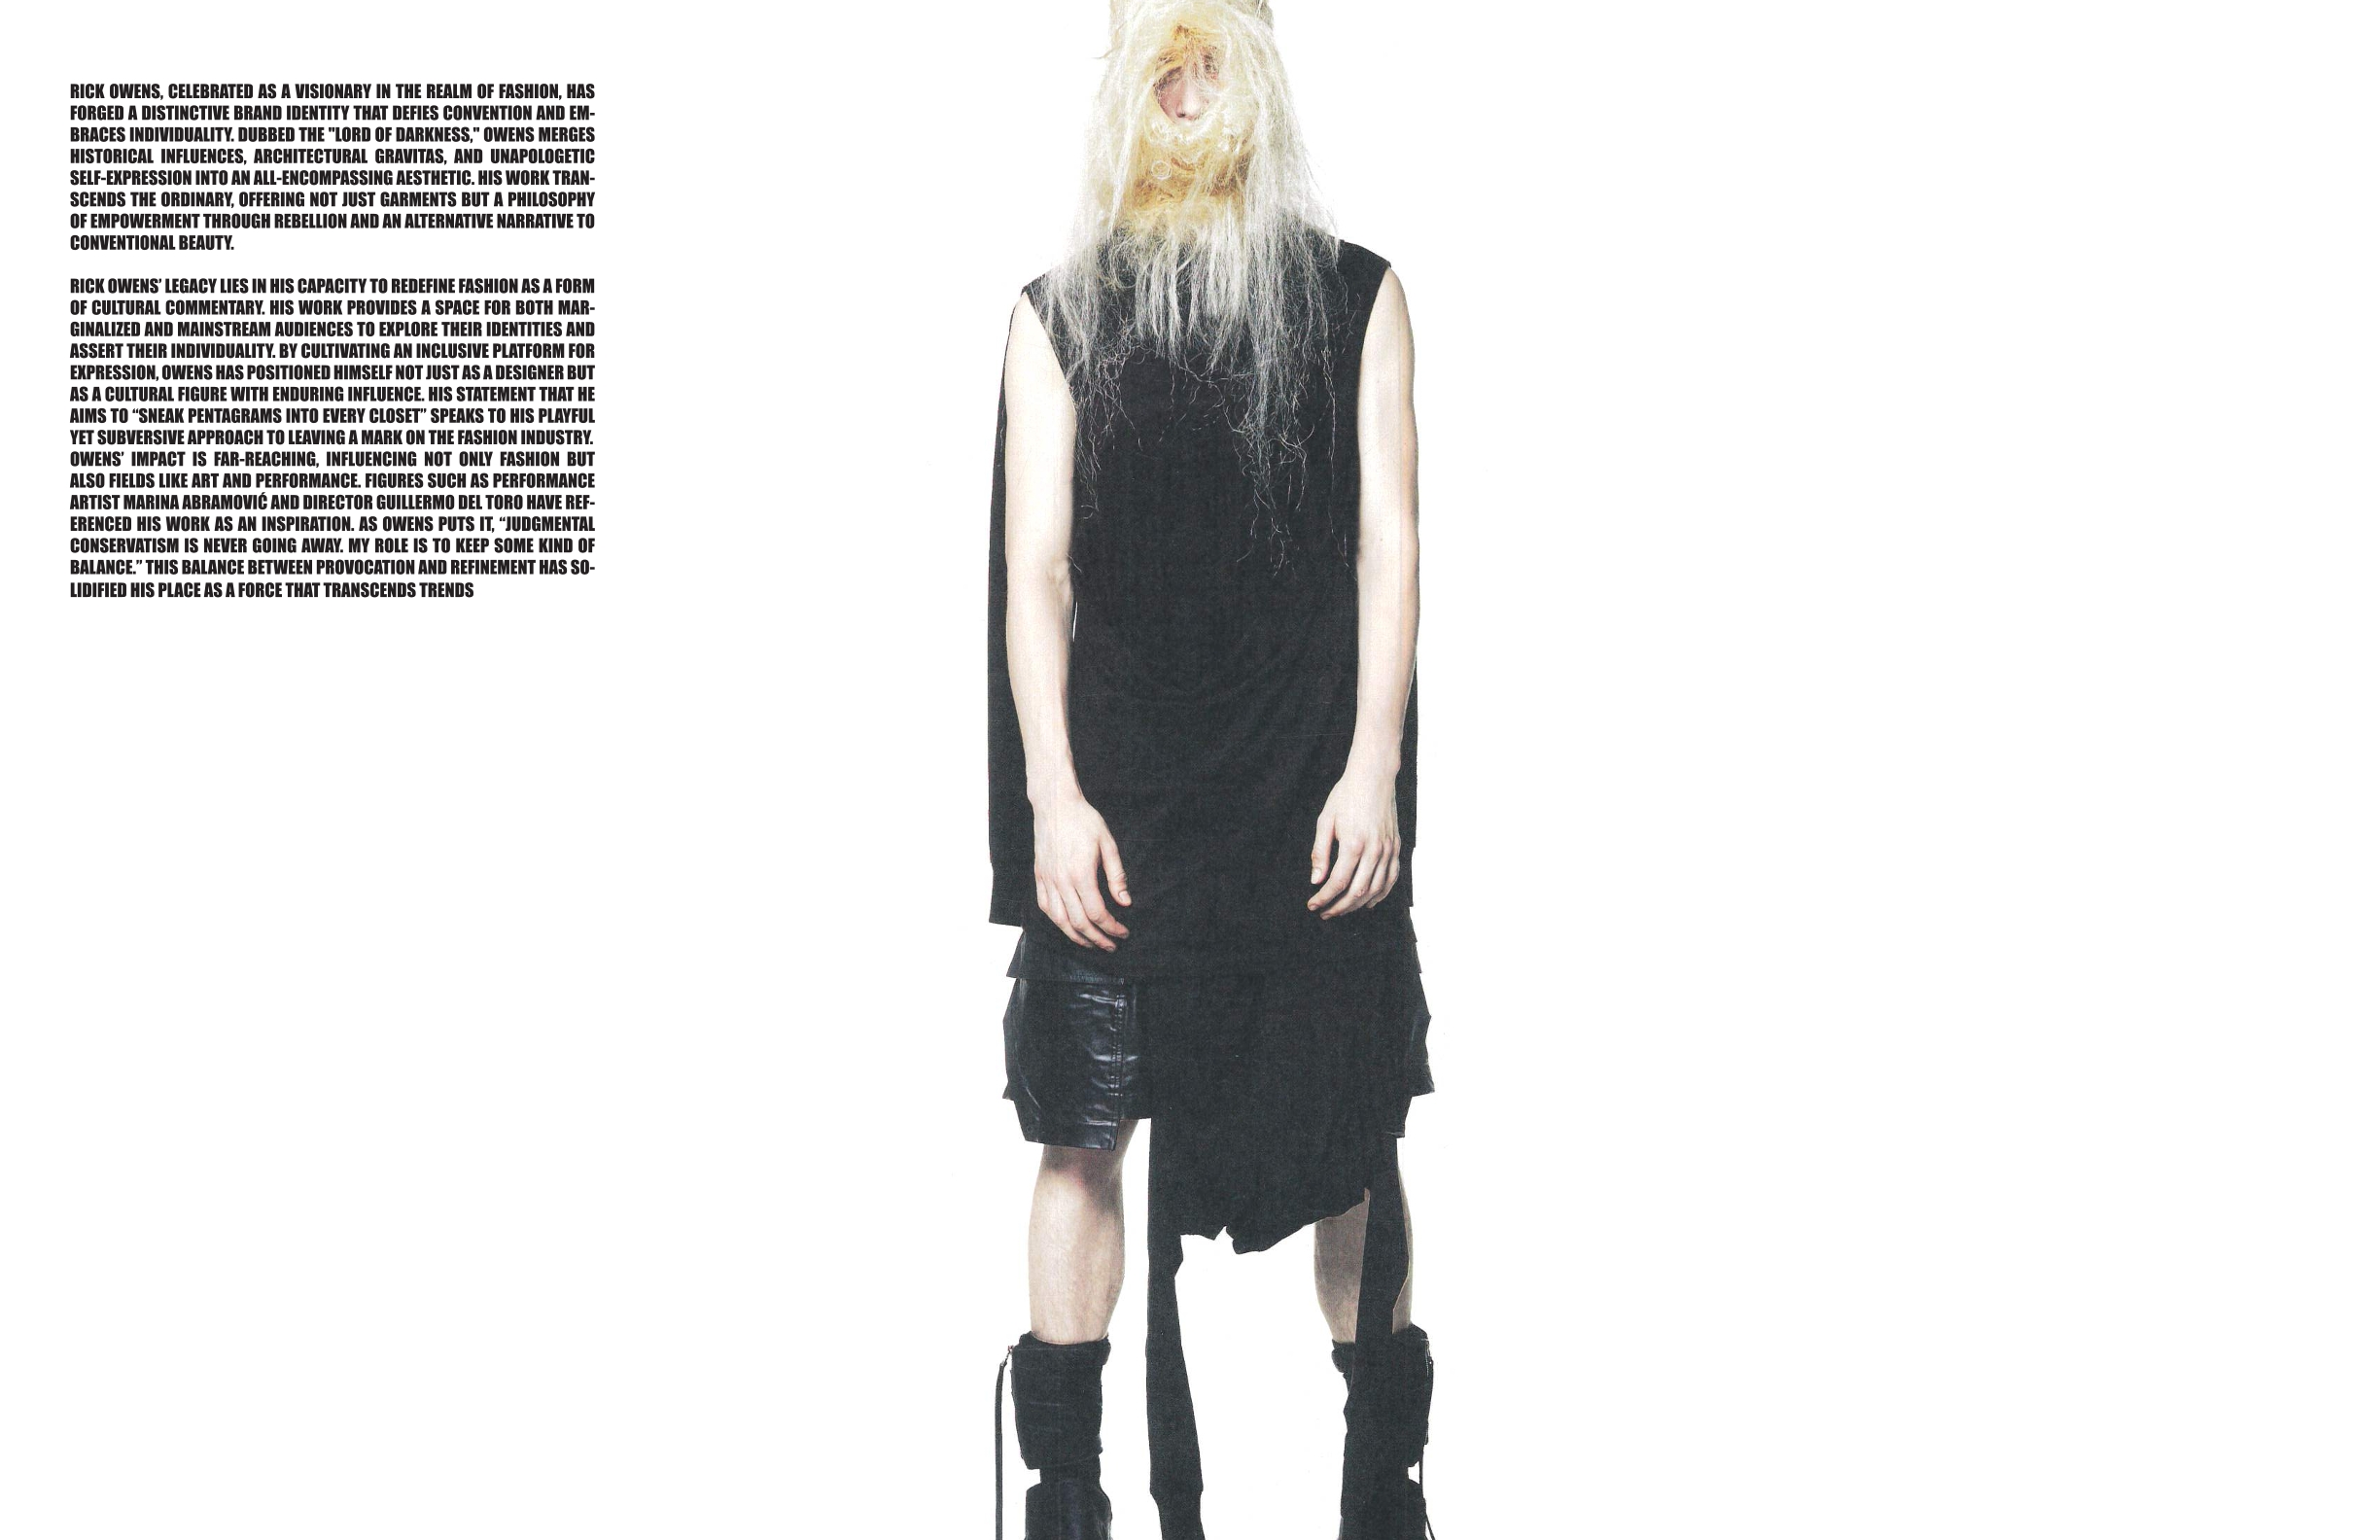 RICK OWENS, CELEBRATED AS A VISIONARY IN THE REALM OF FASHION, HAS
FORGED A DISTINCTIVE BRAND IDENTITY THAT DEFIES CONVENTION AND EM-
BRACES INDIVIDUALITY. DUBBED THE "LORD OF DARKNESS," OWENS MERGES
HISTORICAL INFLUENCES, ARCHITECTURAL GRAVITAS, AND UNAPOLOGETIC
SELF-EXPRESSION INTO AN ALL-ENCOMPASSING AESTHETIC. HIS WORK TRAN-
SCENDS THE ORDINARY, OFFERING NOT JUST GARMENTS BUT A PHILOSOPHY
OF EMPOWERMENT THROUGH REBELLION AND AN ALTERNATIVE NARRATIVE TO
CONVENTIONAL BEAUTY.
RICK OWENS’ LEGACY LIES IN HIS CAPACITY TO REDEFINE FASHION AS A FORM
OF CULTURAL COMMENTARY. HIS WORK PROVIDES A SPACE FOR BOTH MAR-
GINALIZED AND MAINSTREAM AUDIENCES TO EXPLORE THEIR IDENTITIES AND
ASSERT THEIR INDIVIDUALITY. BY CULTIVATING AN INCLUSIVE PLATFORM FOR
EXPRESSION, OWENS HAS POSITIONED HIMSELF NOT JUST AS A DESIGNER BUT
AS A CULTURAL FIGURE WITH ENDURING INFLUENCE. HIS STATEMENT THAT HE
AIMS TO “SNEAK PENTAGRAMS INTO EVERY CLOSET” SPEAKS TO HIS PLAYFUL
YET SUBVERSIVE APPROACH TO LEAVING A MARK ON THE FASHION INDUSTRY.
OWENS’ IMPACT IS FAR-REACHING, INFLUENCING NOT ONLY FASHION BUT
ALSO FIELDS LIKE ART AND PERFORMANCE. FIGURES SUCH AS PERFORMANCE
ARTIST MARINA ABRAMOVIĆ AND DIRECTOR GUILLERMO DEL TORO HAVE REF-
ERENCED HIS WORK AS AN INSPIRATION. AS OWENS PUTS IT, “JUDGMENTAL
CONSERVATISM IS NEVER GOING AWAY. MY ROLE IS TO KEEP SOME KIND OF
BALANCE.” THIS BALANCE BETWEEN PROVOCATION AND REFINEMENT HAS SO-
LIDIFIED HIS PLACE AS A FORCE THAT TRANSCENDS TRENDS